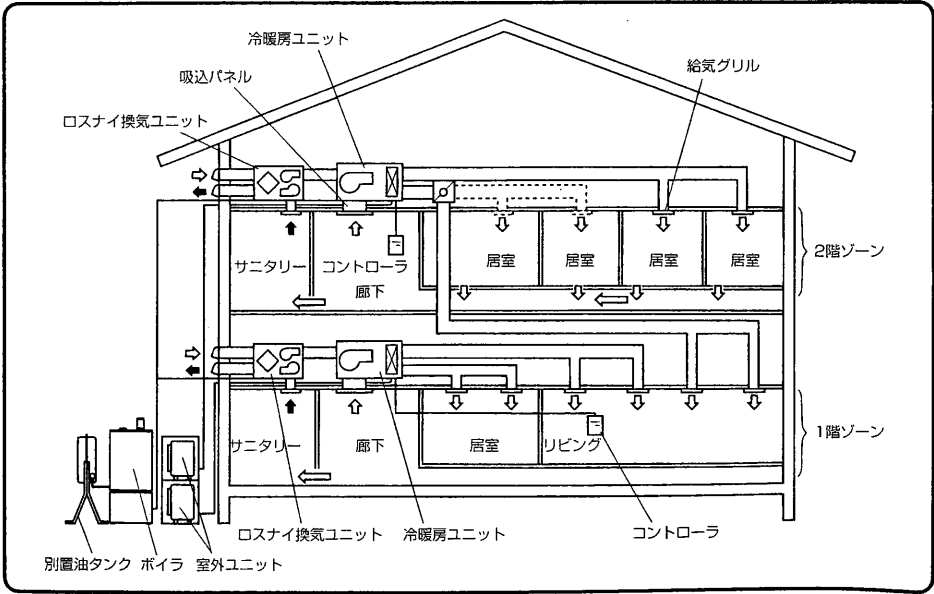 冷暖房ユニット
給気グリル
吸込パネル
ロスナイ換気ユニット
サニタリー
コントローラ
廊下
居室
居室
居室
居室
2階ゾーン
サニタリー
廊下
居室
リビング
1階ゾーン
ロスナイ換気ユニット
冷暖房ユニット
コントローラ
別置油タンク
ボイラ
室外ユニット